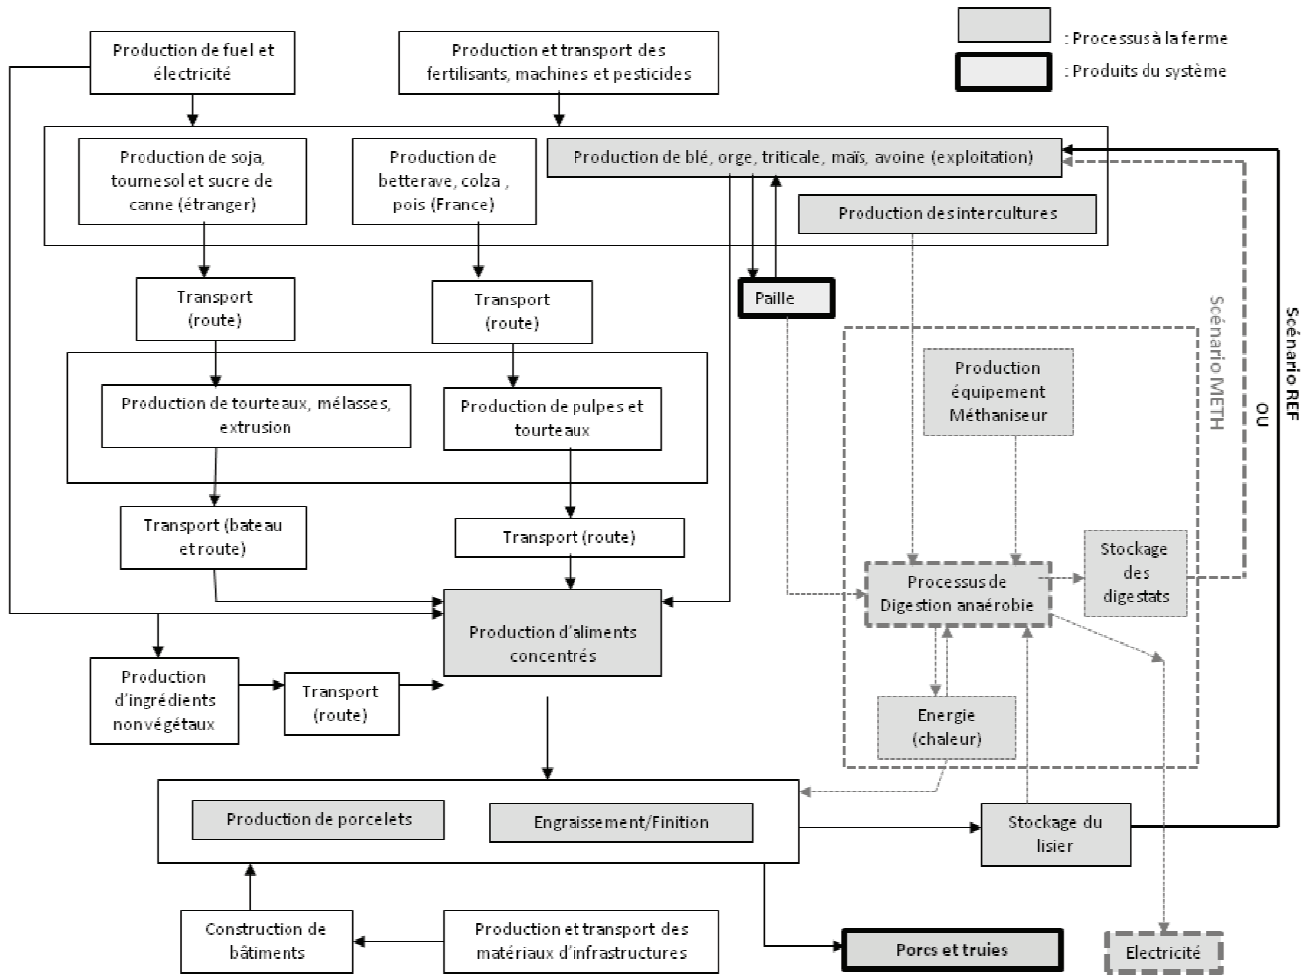 Production de fuel et
électricité
Production et transport des
fertilisants, machines et pesticides
: Processus à la ferme
: Produits du système
Production de soja,
tournesol et sucre de
canne (étranger)
Production de
betterave, colza ,
pois (France)
Production de blé, orge, triticale, maïs, avoine (exploitation)
Production des intercultures
Transport
(route)
Transport
(route)
Paille
Scénario METH
OU
Scénario REF
Production
équipement
Méthaniseur
Production de tourteaux, mélasses,
extrusion
Production de pulpes et
tourteaux
Transport (bateau
et route)
Transport (route)
Processus de
Digestion anaérobie
Stockage
des
digestats
Production d'aliments
concentrés
Production
d'ingrédients
non végétaux
Transport
(route)
Energie
(chaleur)
Production de porcelets
Engraissement/Finition
Stockage du
lisier
Construction de
bâtiments
Production et transport des
matériaux d'infrastructures
Porcs et truies
Electricité